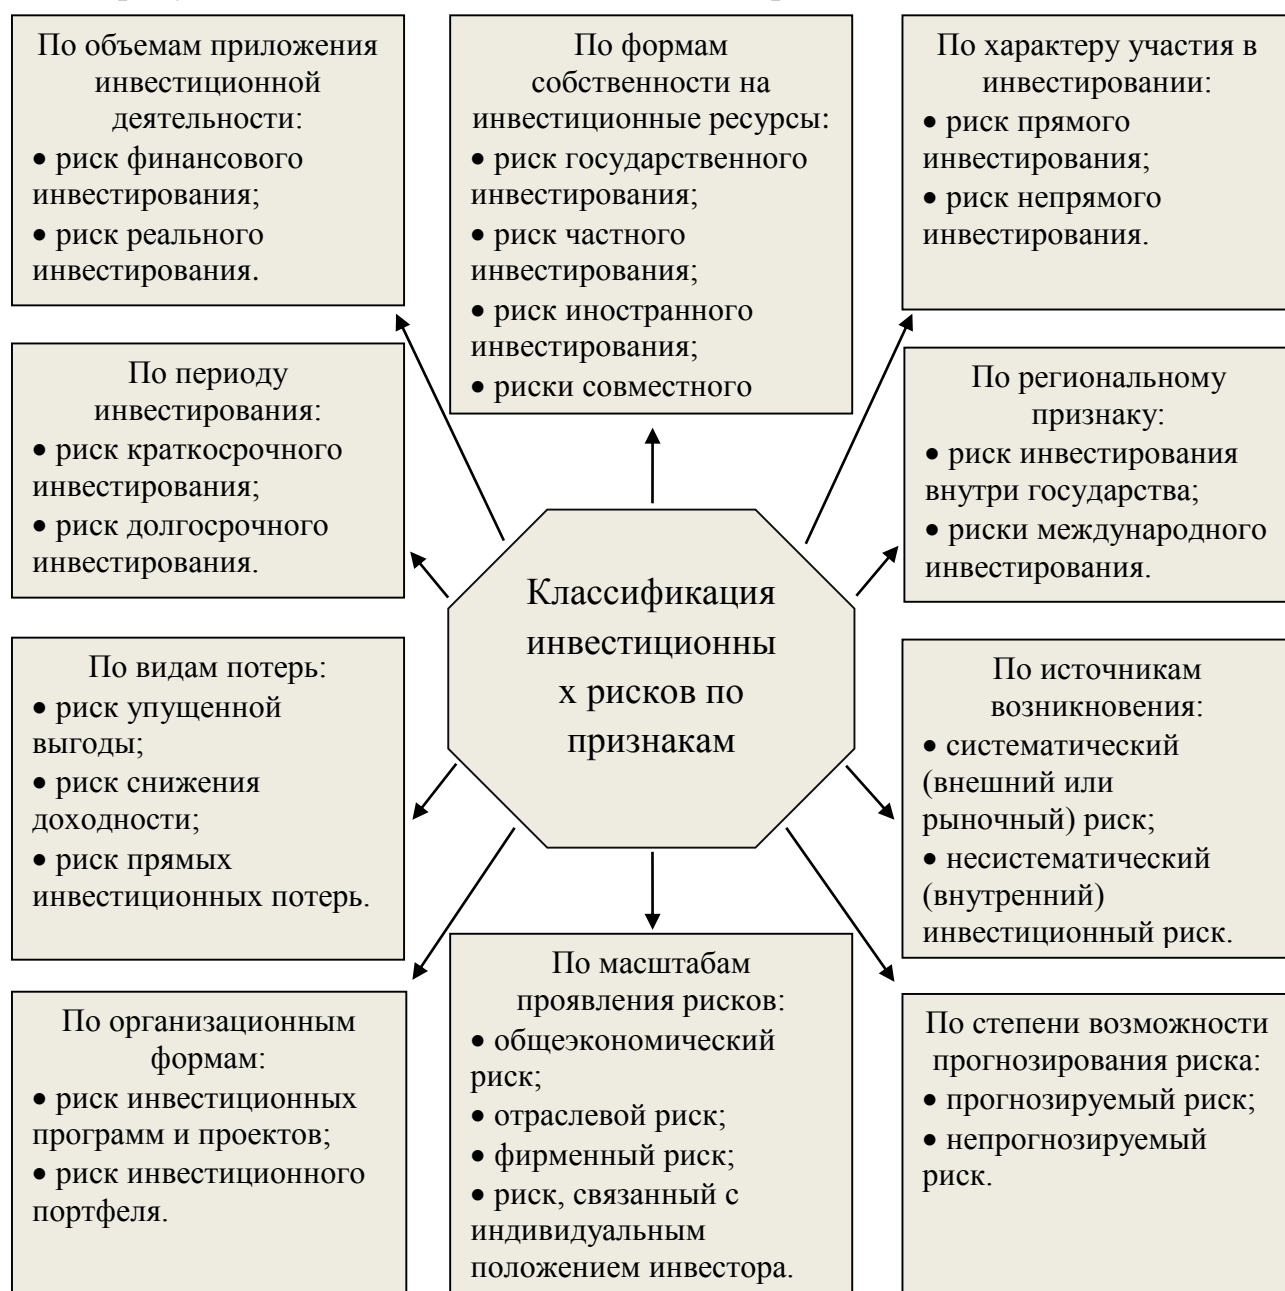 По объемам приложения
инвестиционной
деятельности:
• риск финансового
инвестирования;
• риск реального
инвестирования.
По формам
собственности на
инвестиционные ресурсы:
• риск государственного
инвестирования;
• риск частного
инвестирования;
• риск иностранного
инвестирования;
• риски совместного
По характеру участия в
инвестировании:
• риск прямого
инвестирования;
• риск непрямого
инвестирования.
По периоду
инвестирования:
• риск краткосрочного
инвестирования;
• риск долгосрочного
инвестирования.
По региональному
признаку:
• риск инвестирования
внутри государства;
• риски международного
инвестирования.
Классификация
инвестиционны
х рисков по
признакам
По видам потерь:
• риск упущенной
выгоды;
• риск снижения
доходности;
• риск прямых
инвестиционных потерь.
По источникам
возникновения:
• систематический
(внешний или
рыночный) риск;
• несистематический
(внутренний)
инвестиционный риск.
По организационным
формам:
• риск инвестиционных
программ и проектов;
• риск инвестиционного
портфеля.
По масштабам
проявления рисков:
• общеэкономический
риск;
• отраслевой риск;
• фирменный риск;
• риск, связанный с
индивидуальным
положением инвестора.
По степени возможности
прогнозирования риска:
• прогнозируемый риск;
• непрогнозируемый
риск.